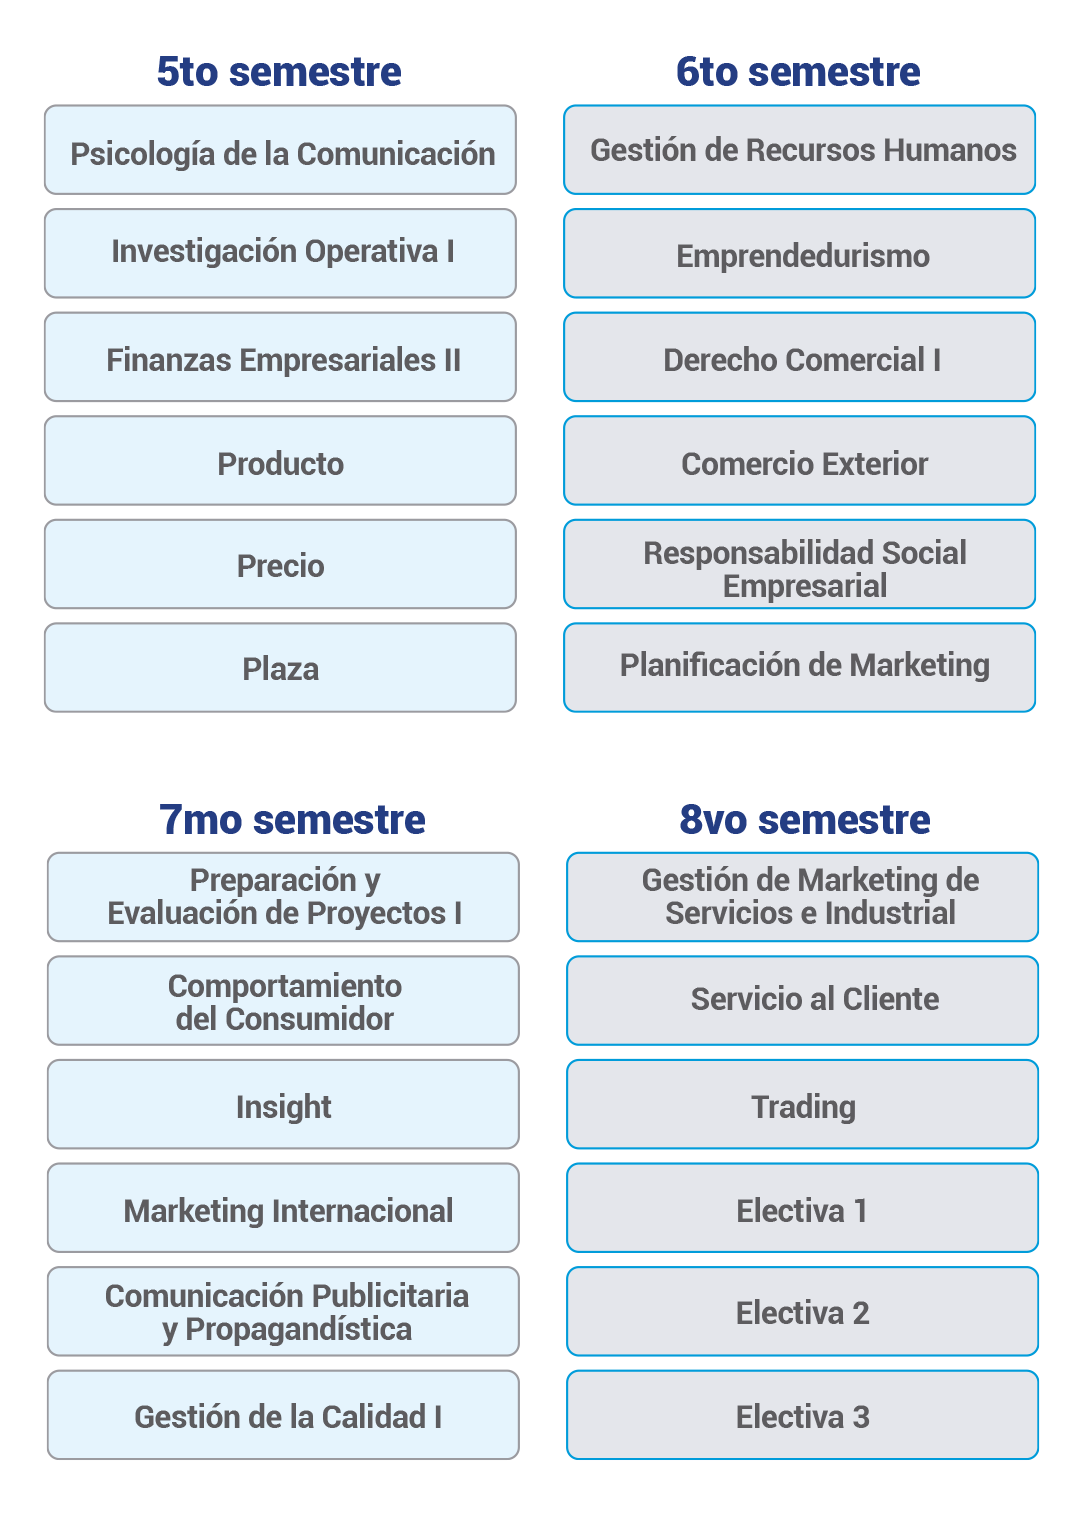 5to semestre
Psicología de la Comunicación
Investigación Operativa I
Finanzas Empresariales II
Producto
Precio
Plaza
6to semestre
Gestión de Recursos Humanos
Emprendedurismo
Derecho Comercial I
Comercio Exterior
Responsabilidad Social
Empresarial
Planificación de Marketing
7mo semestre
Preparación y
Evaluación de Proyectos I
Comportamiento
del Consumidor
Insight
Marketing Internacional
Comunicación Publicitaria
y Propagandística
Gestión de la Calidad I
8vo semestre
Gestión de Marketing de
Servicios e Industrial
Servicio al Cliente
Trading
Electiva 1
Electiva 2
Electiva 3